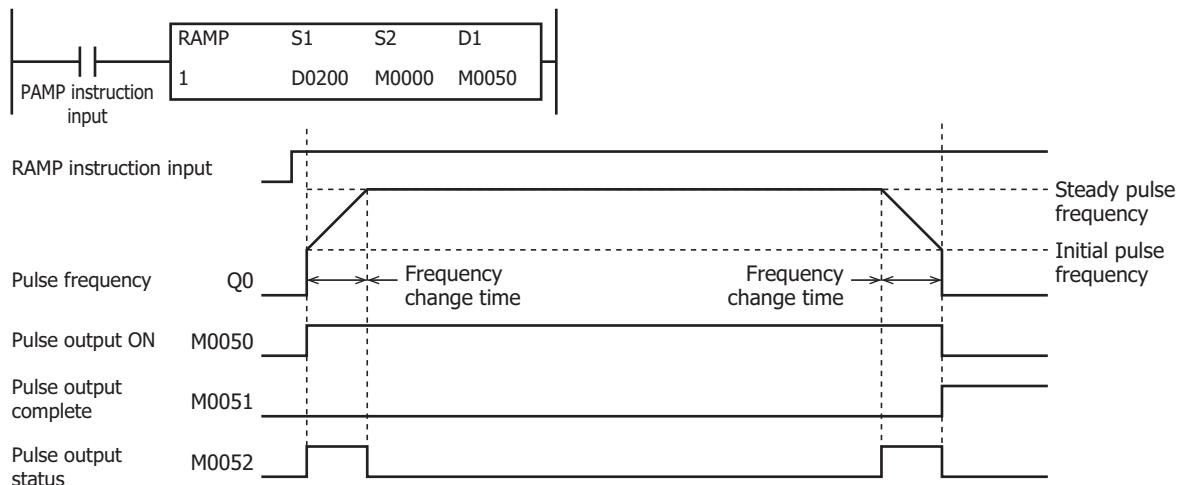 RAMP S1 S2 D1
1 D0200 M0000 M0050
PAMP instruction
input
RAMP instruction input
Steady pulse
frequency
Initial pulse
frequency
Pulse frequency Q0
Frequency
change time
Frequency
change time
Pulse output ON M0050
Pulse output
complete
M0051
Pulse output
status
M0052